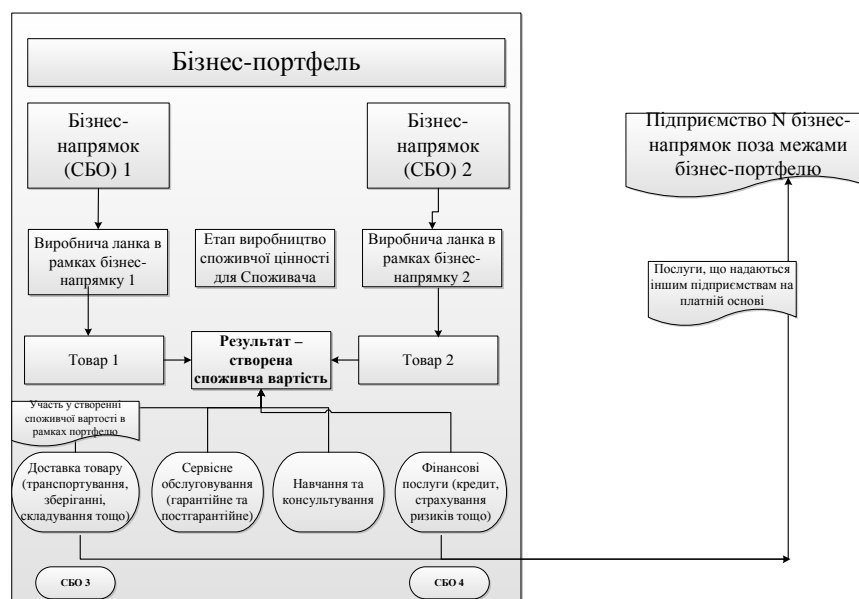 Бізнес-портфель
Бізнес-
напрямок
(СБО) 1
Бізнес-
напрямок
(СБО) 2
Підприємство N бізнес-
напрямок поза межами
бізнес-портфелю
Виробнича ланка в
рамках бізнес-
напрямку 1
Етап виробництво
споживчої цінності
для Споживача
Виробнича ланка в
рамках бізнес-
напрямку 2
Послуги, що надаються
іншим підприємствам на
платній основі
Товар 1
Результат –
створена
споживча вартість
Товар 2
Участь у створенні
споживчої вартості в
рамках портфелю
Доставка товару
(транспортування,
зберіганні,
складування тощо)
Сервісне
обслуговування
(гарантійне та
постгарантійне)
Навчання та
консультування
Фінансові
послуги (кредит,
страхування
ризиків тощо)
СБО 3
СБО 4